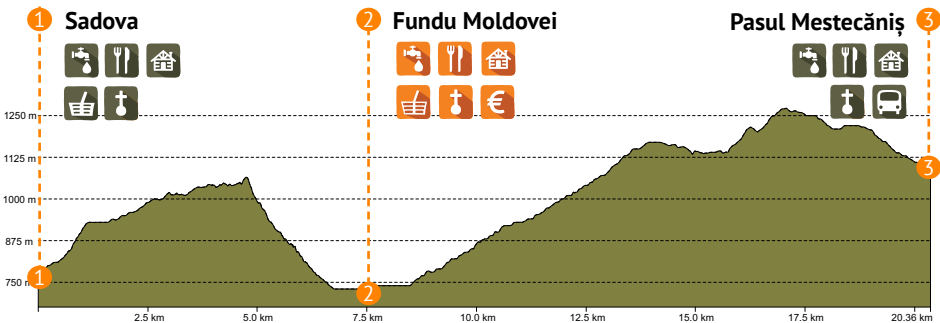 1 Sadova
2 Fundu Moldovei
Pasul Mestecăniș 3
€
1250 m
1125 m
1000 m
875 m
750 m
1
2
3
2.5 km 5.0 km 7.5 km 10.0 km 12.5 km 15.0 km 17.5 km 20.36 km